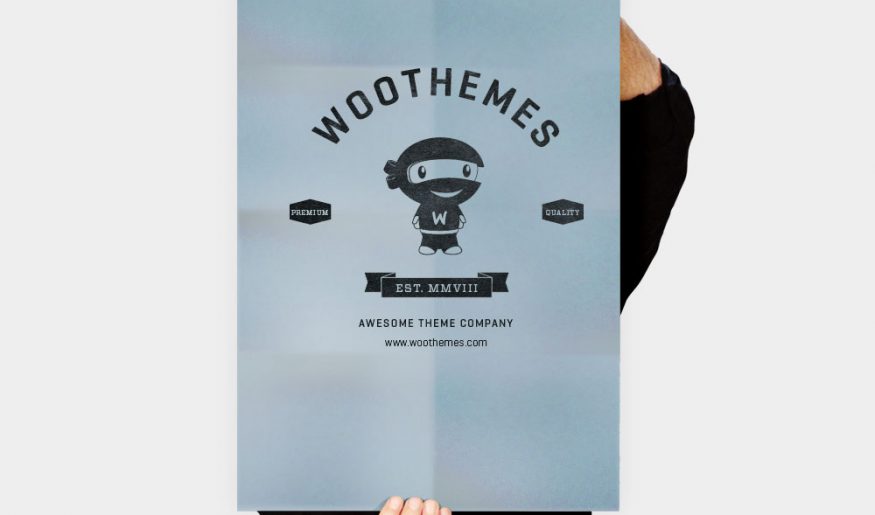 WOOTHEMES
PREMIUM
W
QUALITY
EST. MMVIII
AWESOME THEME COMPANY
www.woothemes.com